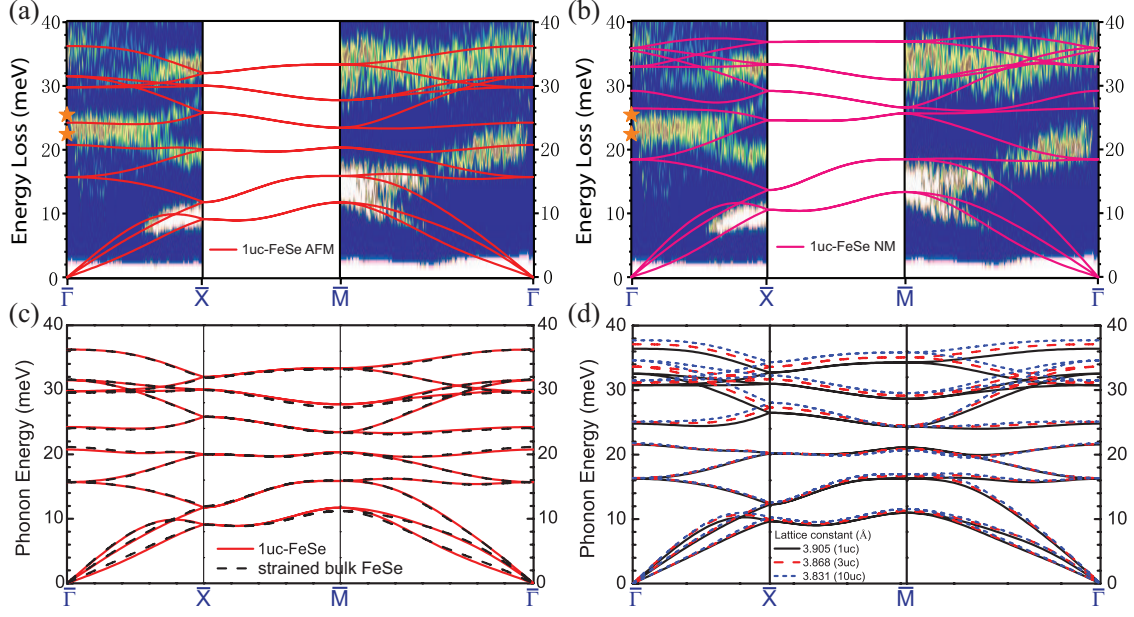 (a)
40
30
20
10
0
Energy Loss (meV)
1uc-FeSe AFM
40
30
20
10
0
Γ̅ X̅ M̅ Γ̅
(b)
40
30
20
10
0
Energy Loss (meV)
1uc-FeSe NM
40
30
20
10
0
Γ̅ X̅ M̅ Γ̅
(c)
40
30
20
10
0
Phonon Energy (meV)
1uc-FeSe
strained bulk FeSe
40
30
20
10
0
Γ̅ X̅ M̅ Γ̅
(d)
40
30
20
10
0
Phonon Energy (meV)
Lattice constant (Å)
3.905 (1uc)
3.868 (3uc)
3.831 (10uc)
40
30
20
10
0
Γ̅ X̅ M̅ Γ̅